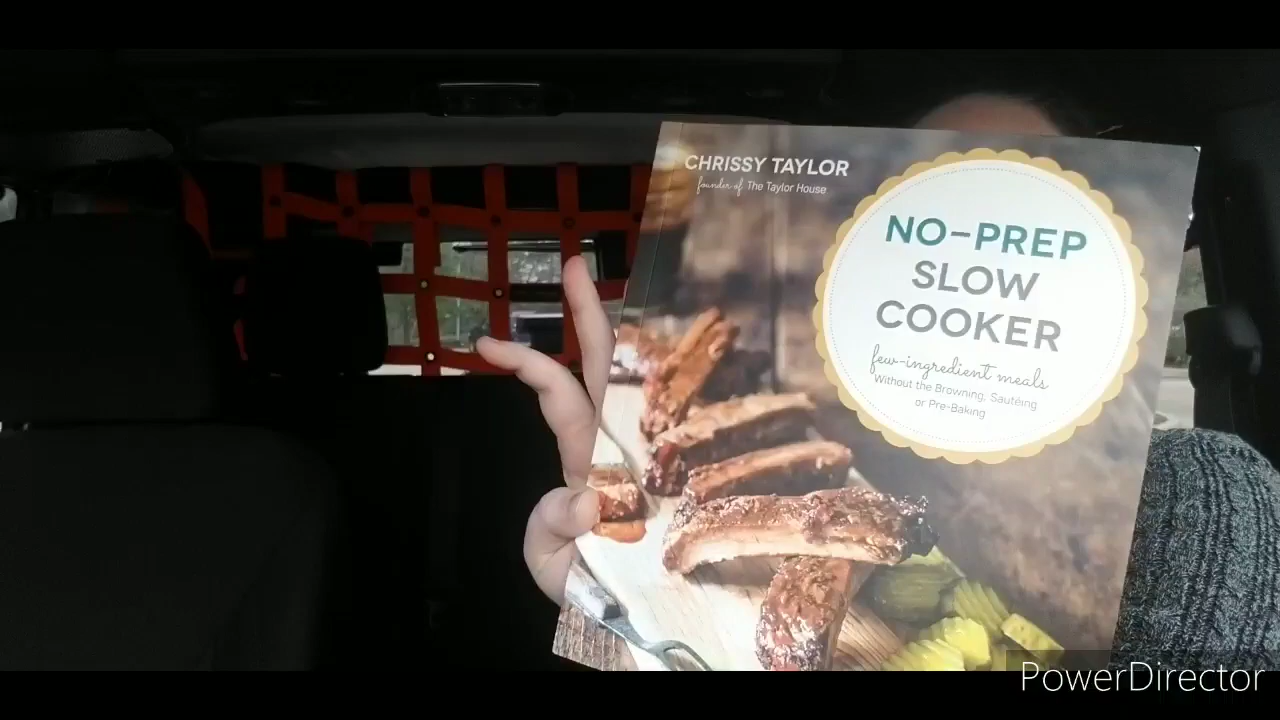 CHRISSY TAYLOR
founder of The Taylor House
NO-PREP
SLOW
COOKER
few-ingredient meals
Without the Browning, Sautéing
or Pre-Baking
PowerDirector